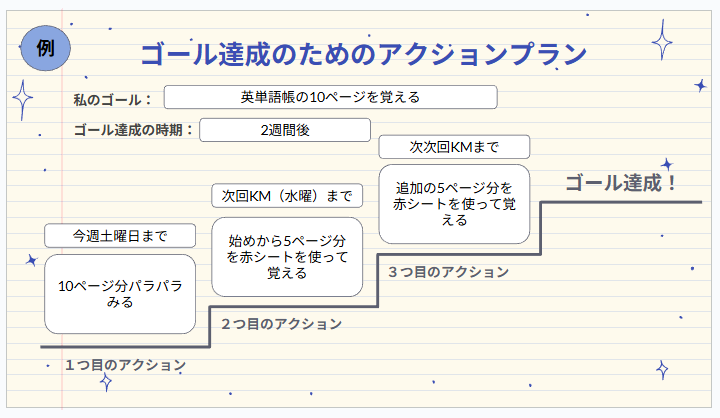 例
ゴール達成のためのアクションプラン
私のゴール：
英単語帳の10ページを覚える
ゴール達成の時期：
2週間後
今週土曜日まで
10ページ分パラパラ
みる
１つ目のアクション
次回KM（水曜）まで
始めから5ページ分
を赤シートを使って
覚える
２つ目のアクション
次次回KMまで
追加の5ページ分を
赤シートを使って覚
える
３つ目のアクション
ゴール達成！